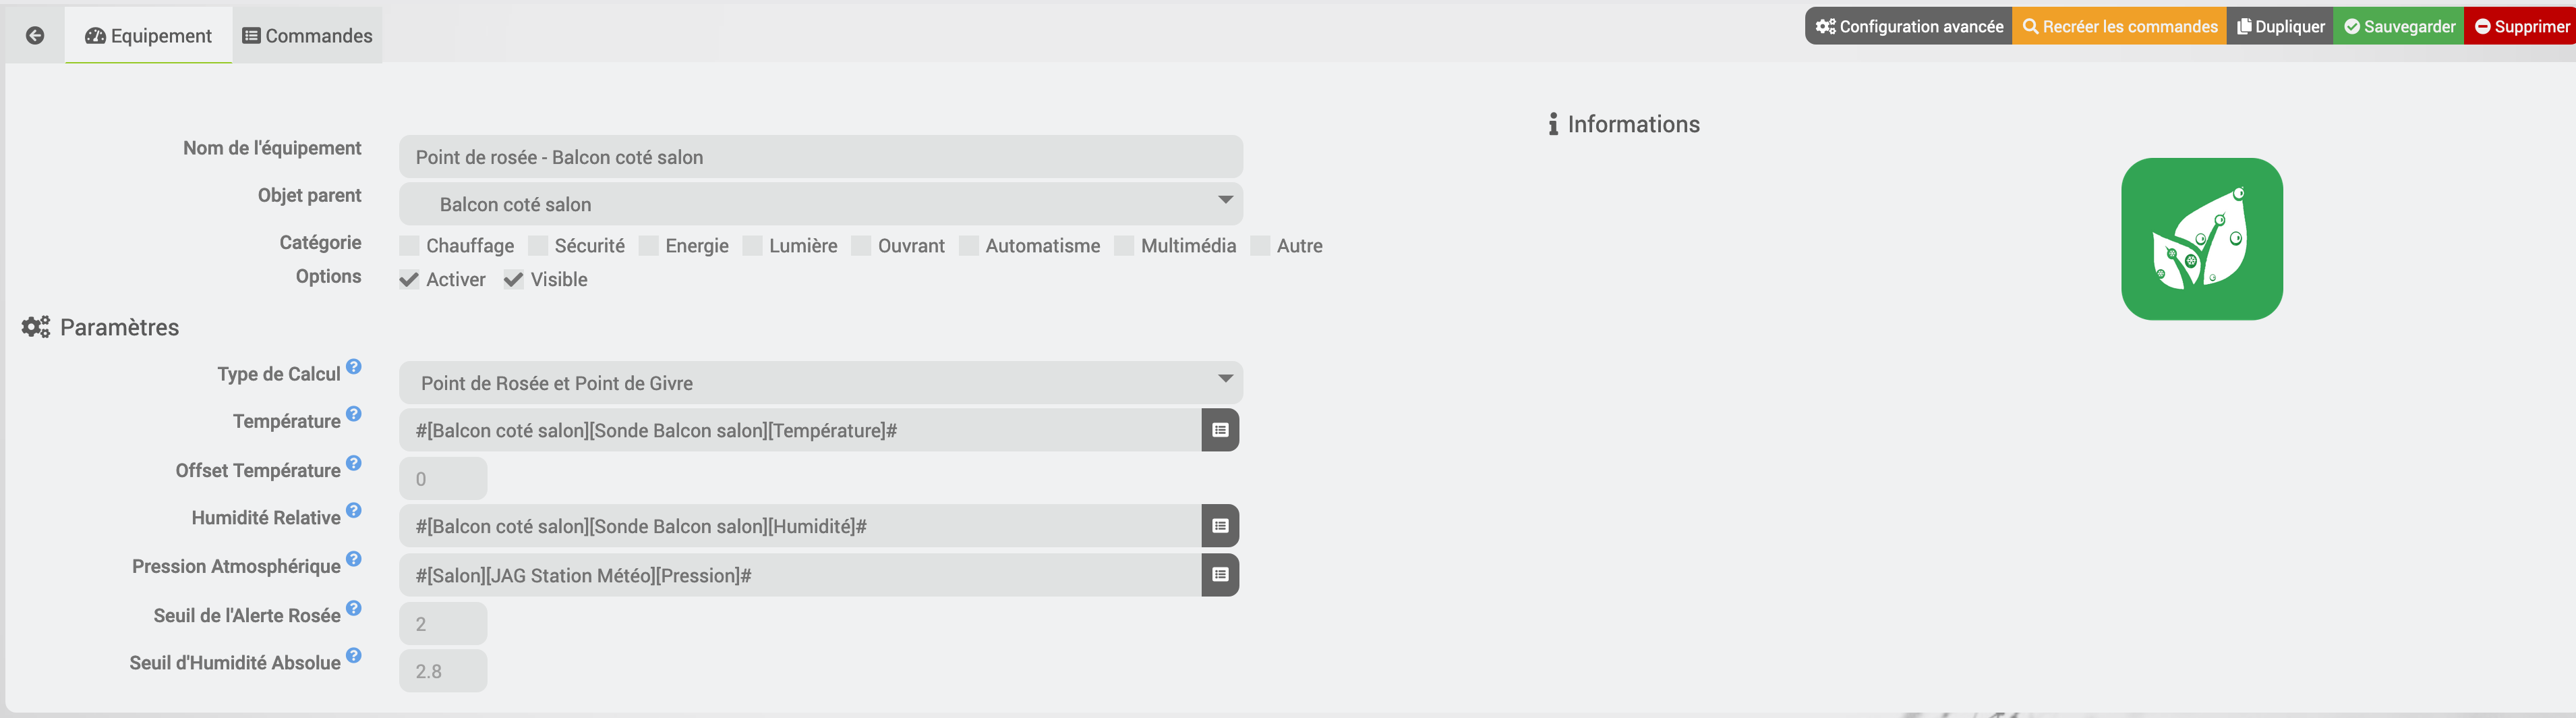 Equipement Commandes Configuration avancée Recréer les commandes Dupliquer Sauvegarder Supprimer
Informations
Nom de l'équipement Point de rosée - Balcon coté salon
Objet parent Balcon coté salon
Catégorie Chauffage Sécurité Energie Lumière Ouvrant Automatisme Multimédia Autre
Options Activer Visible
Paramètres
Type de Calcul ? Point de Rosée et Point de Givre
Température ? #[Balcon coté salon][Sonde Balcon salon][Température]#
Offset Température ? 0
Humidité Relative ? #[Balcon coté salon][Sonde Balcon salon][Humidité]#
Pression Atmosphérique ? #[Salon][JAG Station Météo][Pression]#
Seuil de l'Alerte Rosée ? 2
Seuil d'Humidité Absolue ? 2.8